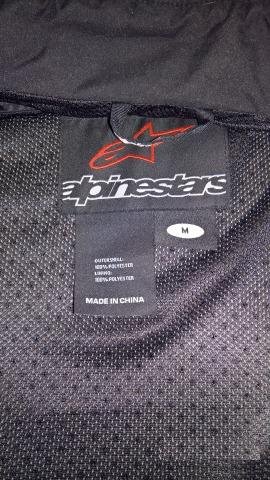 alpinestars
M
OUTERSHELL:
100% POLYESTER
LINING:
100% POLYESTER
MADE IN CHINA